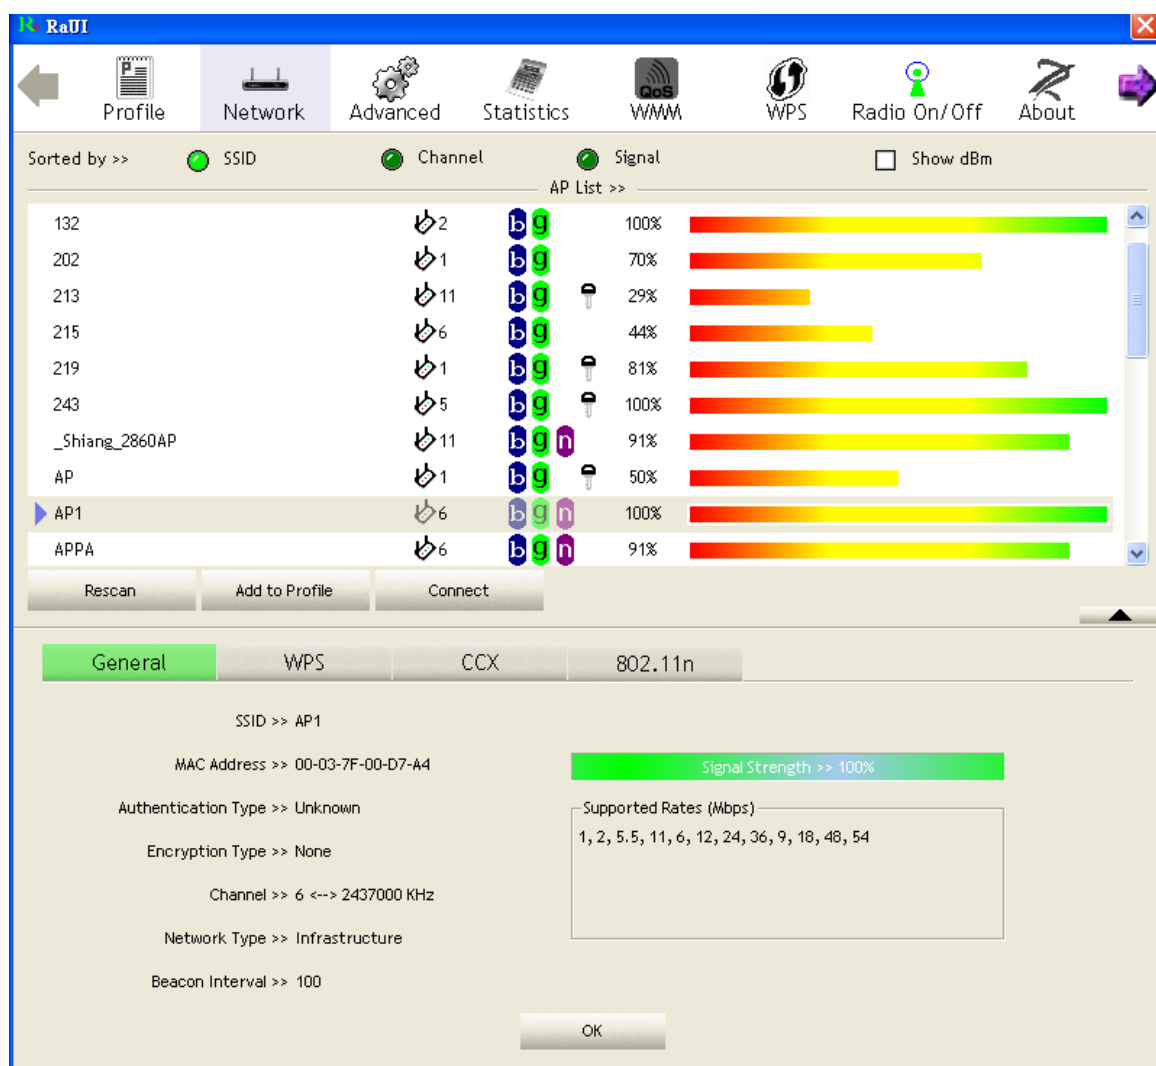 RaUI
Profile Network Advanced Statistics QoS WMM WPS Radio On/Off About
Sorted by >> SSID Channel Signal Show dBm
AP List >>
132 2 b g 100%
202 1 b g 70%
213 11 b g 29%
215 6 b g 44%
219 1 b g 81%
243 5 b g 100%
_Shiang_2860AP 11 b g n 91%
AP 1 b g 50%
AP1 6 b g n 100%
APPA 6 b g n 91%
Rescan Add to Profile Connect
General WPS CCX 802.11n
SSID >> AP1
MAC Address >> 00-03-7F-00-D7-A4 Signal Strength >> 100%
Authentication Type >> Unknown Supported Rates (Mbps)
1, 2, 5.5, 11, 6, 12, 24, 36, 9, 18, 48, 54
Encryption Type >> None
Channel >> 6 <--> 2437000 KHz
Network Type >> Infrastructure
Beacon Interval >> 100
OK